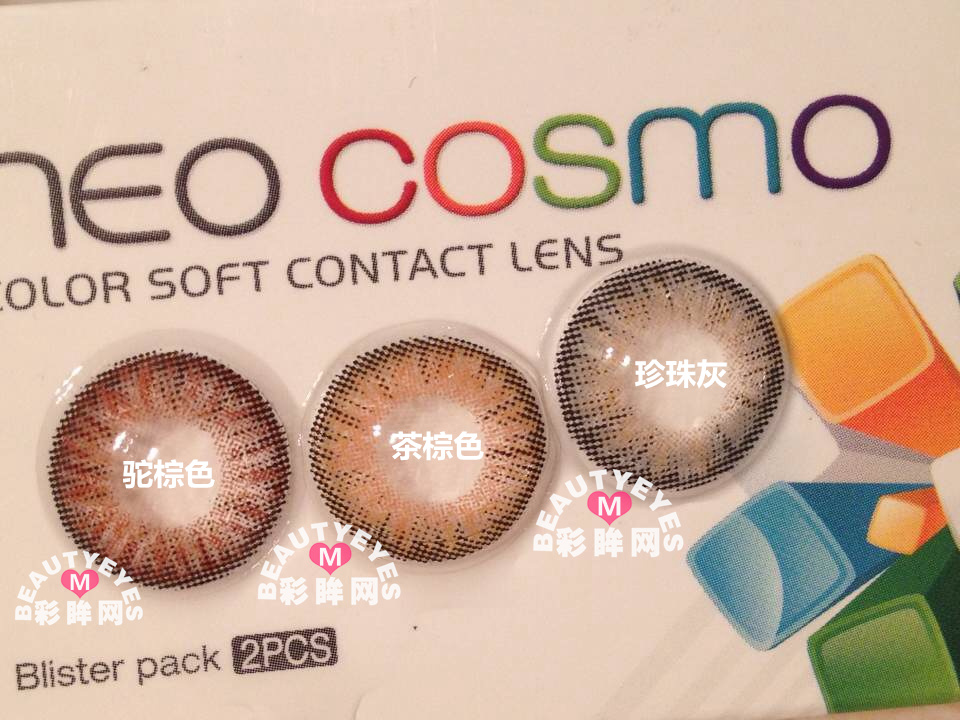 NEO COSMO
COLOR SOFT CONTACT LENS
珍珠灰
茶棕色
驼棕色
BEAUTYEYES
M
彩眸网
BEAUTYEYES
M
彩眸网
BEAUTYEYES
M
彩眸网
Blister pack 2PCS